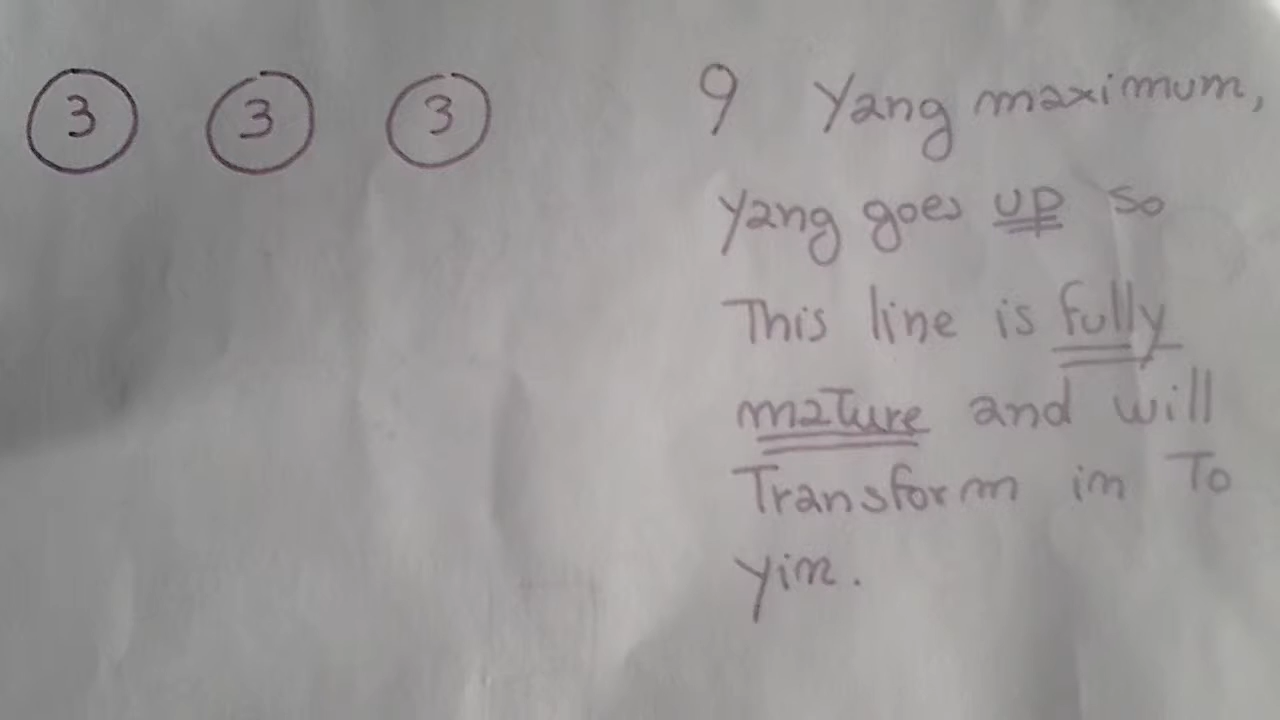 3 3 3 9 Yang maximum,
yang goes up so
This line is fully
mature and will
Transform in To
yin.